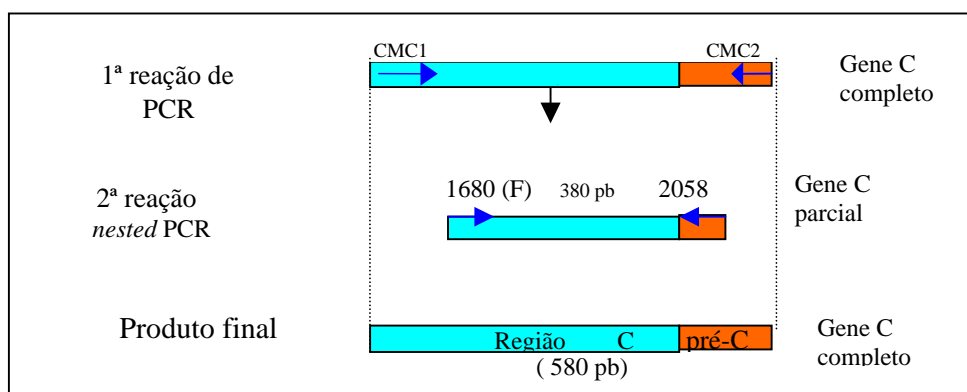 CMC1 CMC2
1ª reação de
PCR
Gene C
completo
1680 (F) 380 pb 2058
2ª reação
nested PCR
Gene C
parcial
Produto final
Região C pré-C
( 580 pb)
Gene C
completo